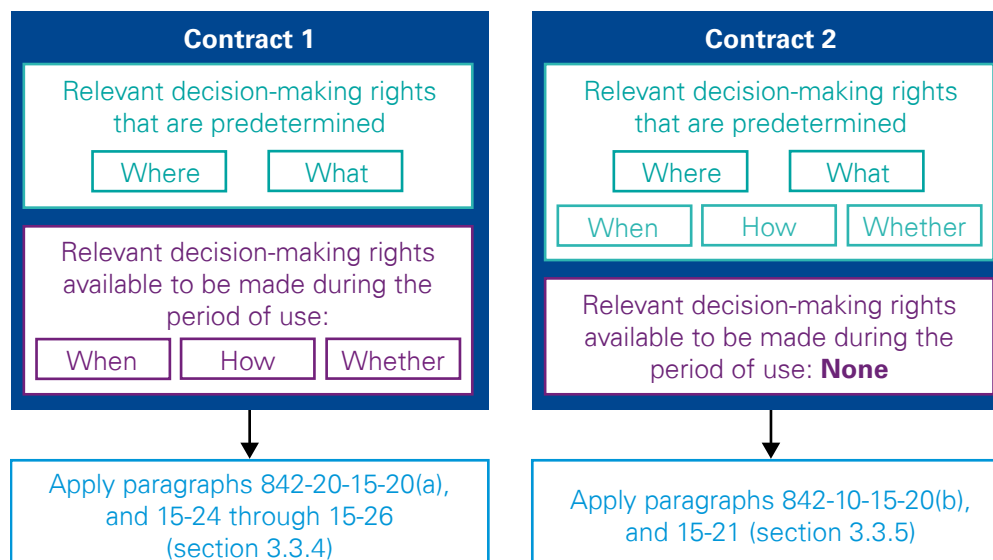 Contract 1
Relevant decision-making rights
that are predetermined
Where What
Relevant decision-making rights
available to be made during the
period of use:
When How Whether
Apply paragraphs 842-20-15-20(a),
and 15-24 through 15-26
(section 3.3.4)
Contract 2
Relevant decision-making rights
that are predetermined
Where What
When How Whether
Relevant decision-making rights
available to be made during the
period of use: None
Apply paragraphs 842-10-15-20(b),
and 15-21 (section 3.3.5)